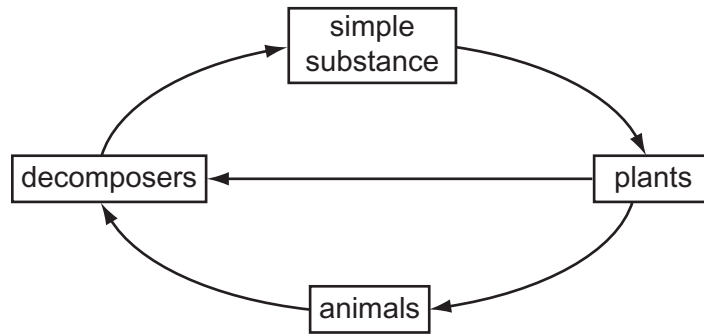 simple
substance
decomposers
plants
animals